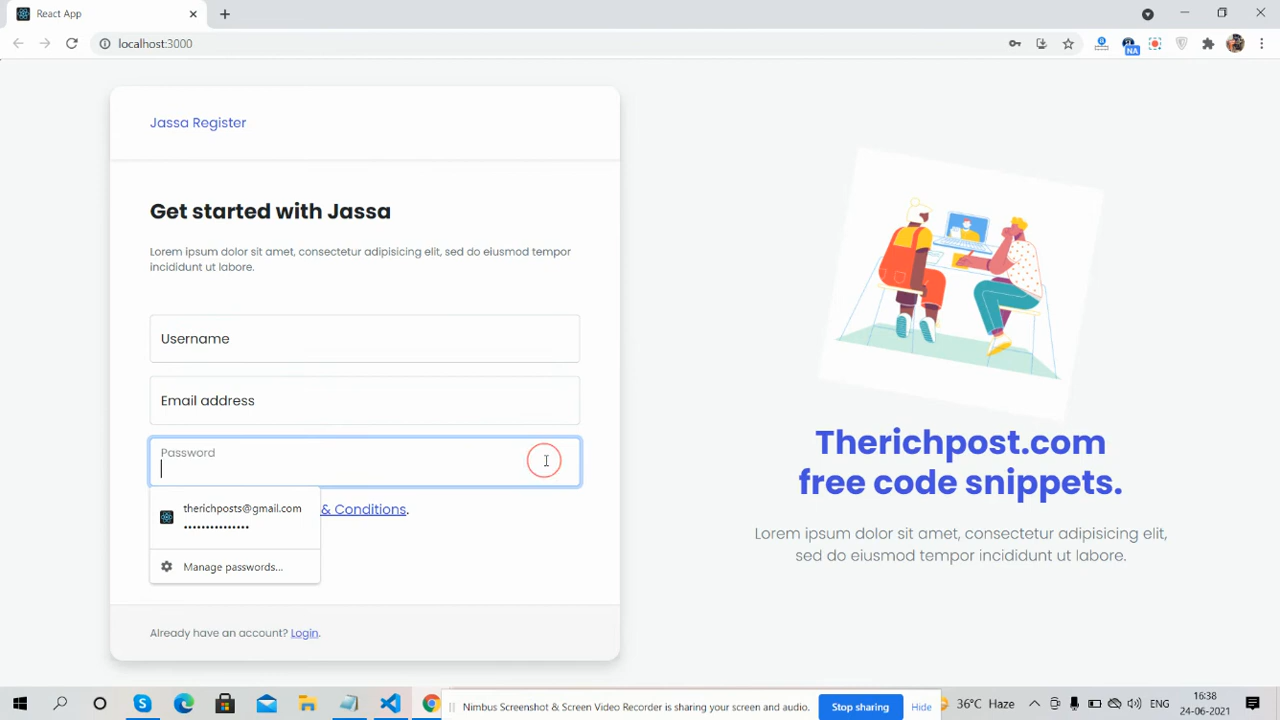 React App
localhost:3000
NA
Jassa Register
Get started with Jassa
Lorem ipsum dolor sit amet, consectetur adipisicing elit, sed do eiusmod tempor
incididunt ut labore.
Username
Email address
Password
therichposts@gmail.com
•••••••••••••••
& Conditions.
Manage passwords...
Already have an account? Login.
Therichpost.com
free code snippets.
Lorem ipsum dolor sit amet, consectetur adipisicing elit,
sed do eiusmod tempor incididunt ut labore.
Nimbus Screenshot & Screen Video Recorder is sharing your screen and audio.
Stop sharing
Hide
36°C Haze
ENG
16:38
24-06-2021